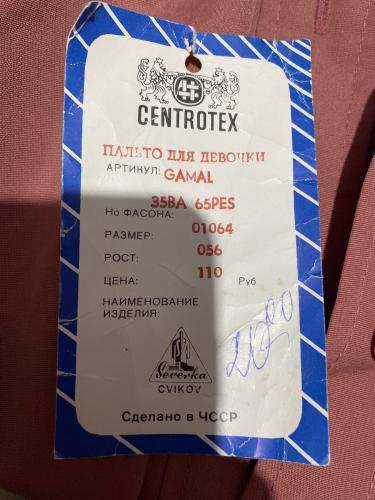 CENTROTEX
ПАЛЬТО ДЛЯ ДЕВОЧКИ
АРТИКУЛ: GAMAL
35BA 65PES
Но ФАСОНА:
РАЗМЕР: 01064
РОСТ: 056
ЦЕНА: 110 Руб
НАИМЕНОВАНИЕ
ИЗДЕЛИЯ:
Severka
CVIKOV
Сделано в ЧССР